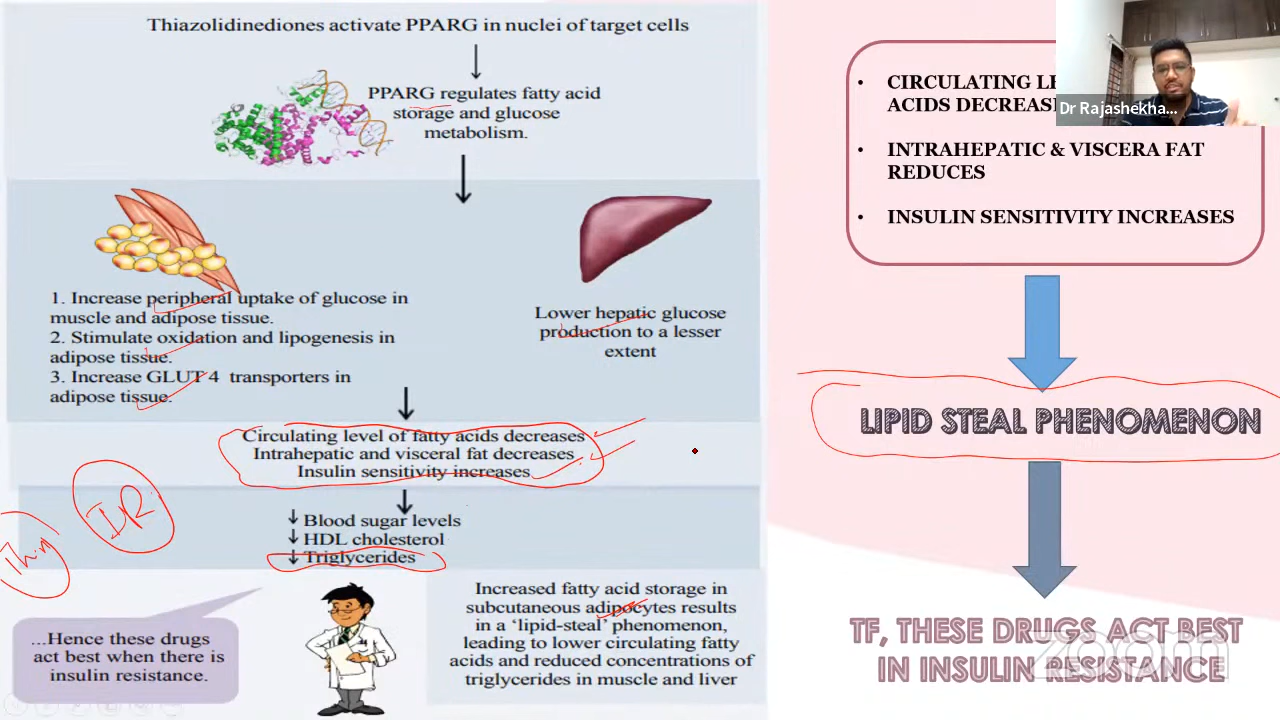 Thiazolidinediones activate PPARG in nuclei of target cells
PPARG regulates fatty acid
storage and glucose
metabolism.
1. Increase peripheral uptake of glucose in
muscle and adipose tissue.
2. Stimulate oxidation and lipogenesis in
adipose tissue.
3. Increase GLUT 4 transporters in
adipose tissue.
Lower hepatic glucose
production to a lesser
extent
Circulating level of fatty acids decreases
Intrahepatic and visceral fat decreases
Insulin sensitivity increases
IR
Thin
↓ Blood sugar levels
↓ HDL cholesterol
↓ Triglycerides
...Hence these drugs
act best when there is
insulin resistance.
Increased fatty acid storage in
subcutaneous adipocytes results
in a ‘lipid-steal’ phenomenon,
leading to lower circulating fatty
acids and reduced concentrations of
triglycerides in muscle and liver
• CIRCULATING LE
ACIDS DECREAS
Dr Rajashekha...
• INTRAHEPATIC & VISCERA FAT
REDUCES
• INSULIN SENSITIVITY INCREASES
LIPID STEAL PHENOMENON
TF, THESE DRUGS ACT BEST
IN INSULIN RESISTANCE
zoom